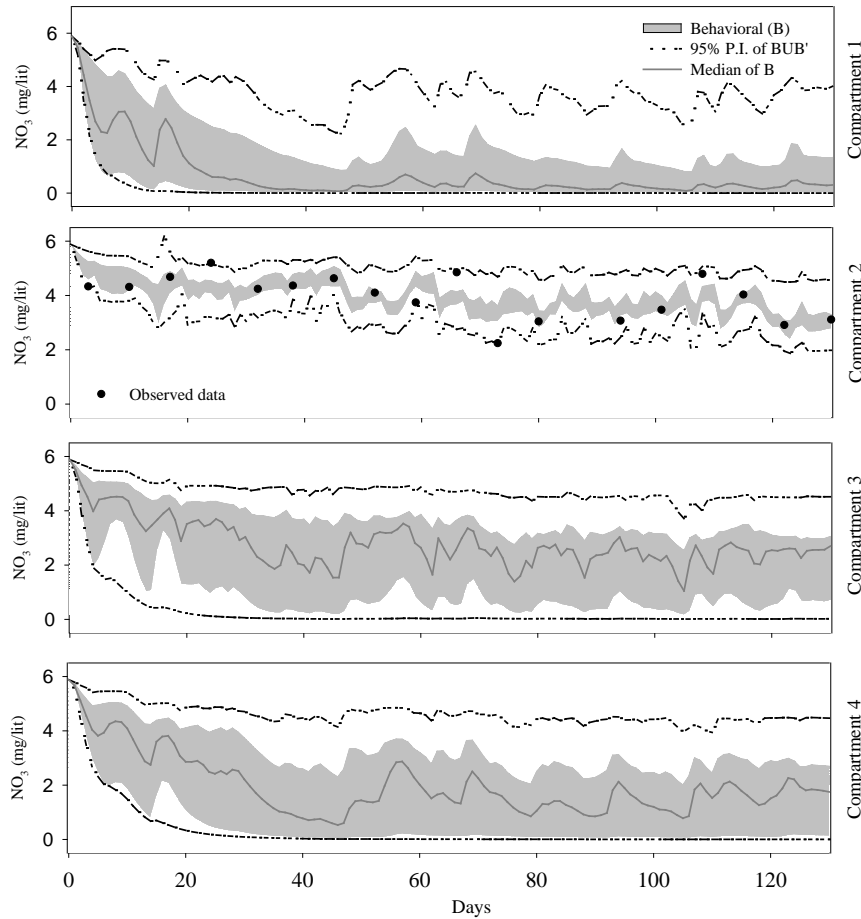 6
4
2
0
NO3 (mg/lit)
Behavioral (B)
95% P.I. of BUB'
Median of B
Compartment 1
6
4
2
0
NO3 (mg/lit)
Observed data
Compartment 2
6
4
2
0
NO3 (mg/lit)
Compartment 3
6
4
2
0
NO3 (mg/lit)
Compartment 4
0 20 40 60 80 100 120
Days